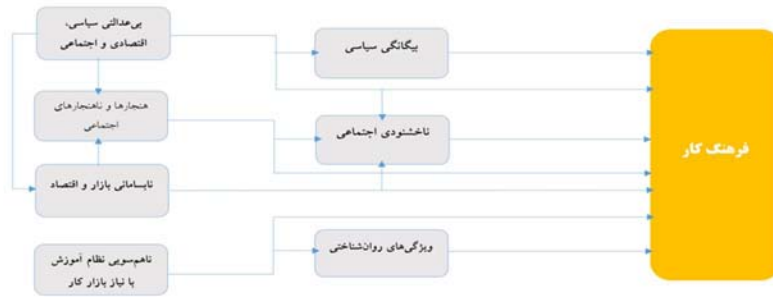 بی‌عدالتی سیاسی،
اقتصادی و اجتماعی
هنجارها و ناهنجارهای
اجتماعی
نابسامانی بازار و اقتصاد
ناهم‌سویی نظام آموزش
با نیاز بازار کار
بیگانگی سیاسی
ناخشنودی اجتماعی
ویژگی‌های روان‌شناختی
فرهنگ کار